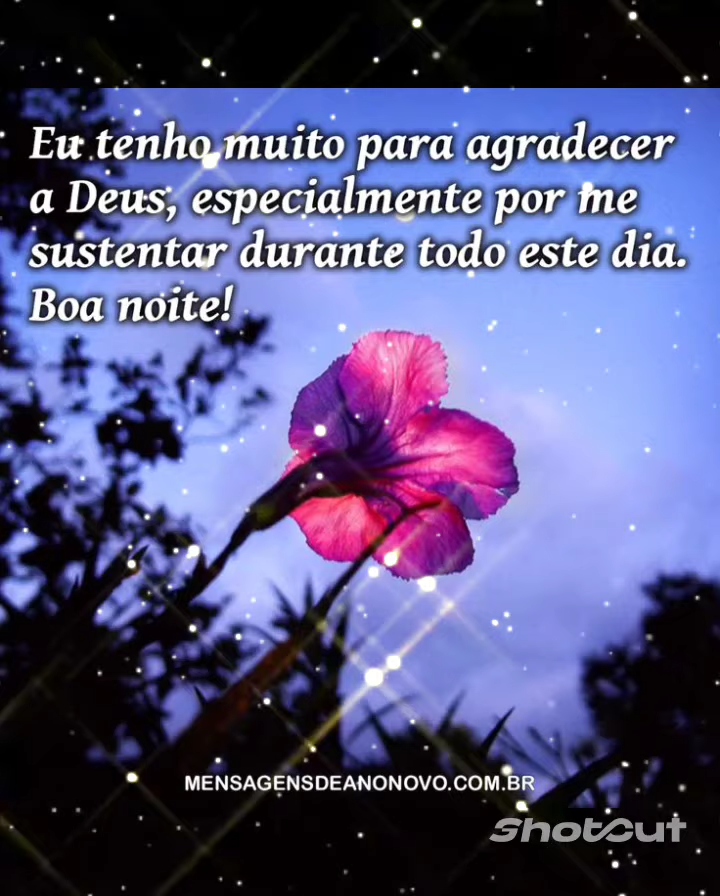 Eu tenho muito para agradecer
a Deus, especialmente por me
sustentar durante todo este dia.
Boa noite!
MENSAGENSDEANONOVO.COM.BR
ShotCut